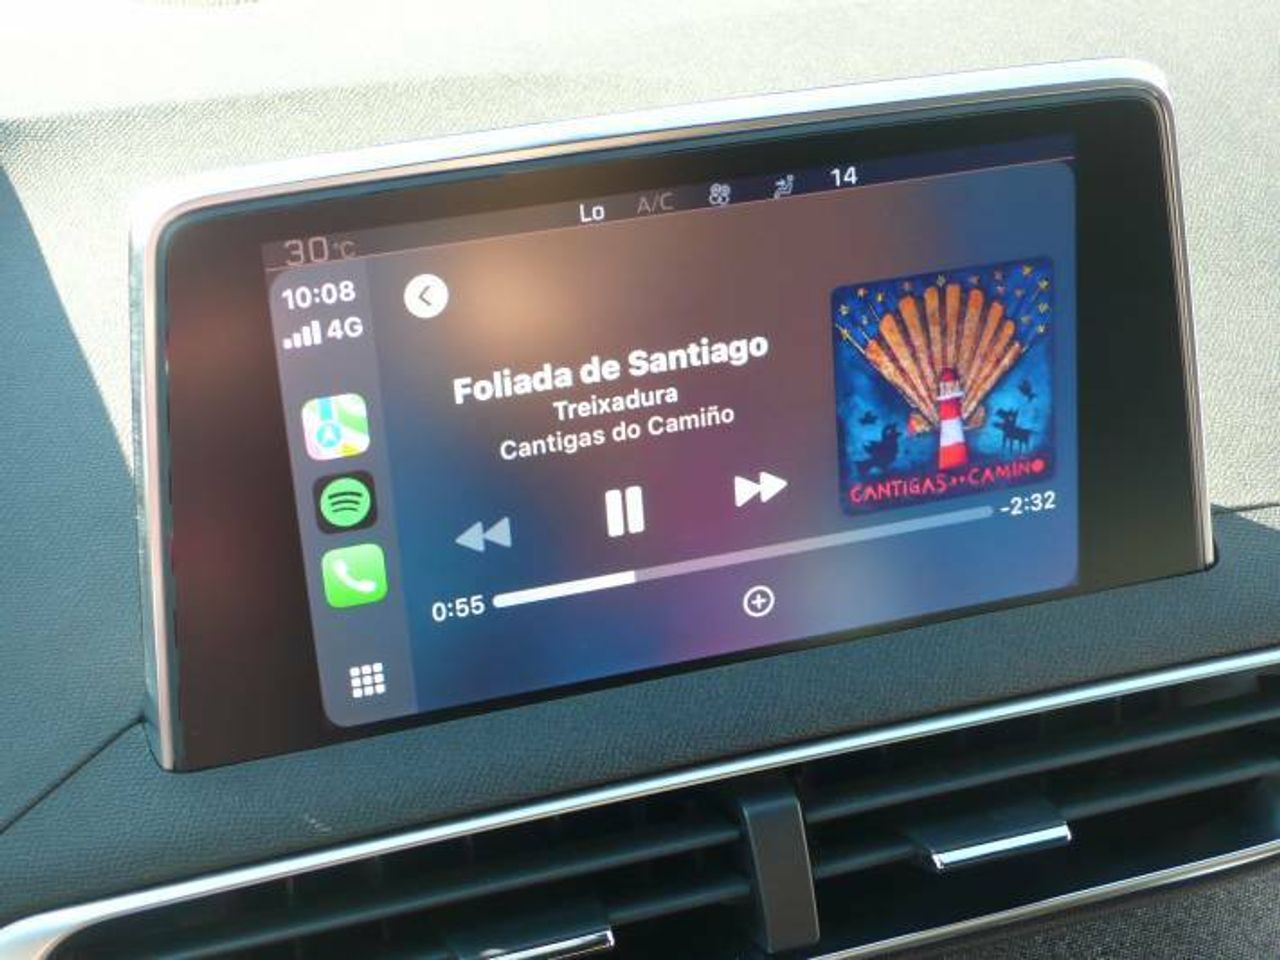 Lo A/C 14
30 °C
10:08
4G
Foliada de Santiago
Treixadura
Cantigas do Camiño
CANTIGAS DO CAMIÑO
0:55
-2:32